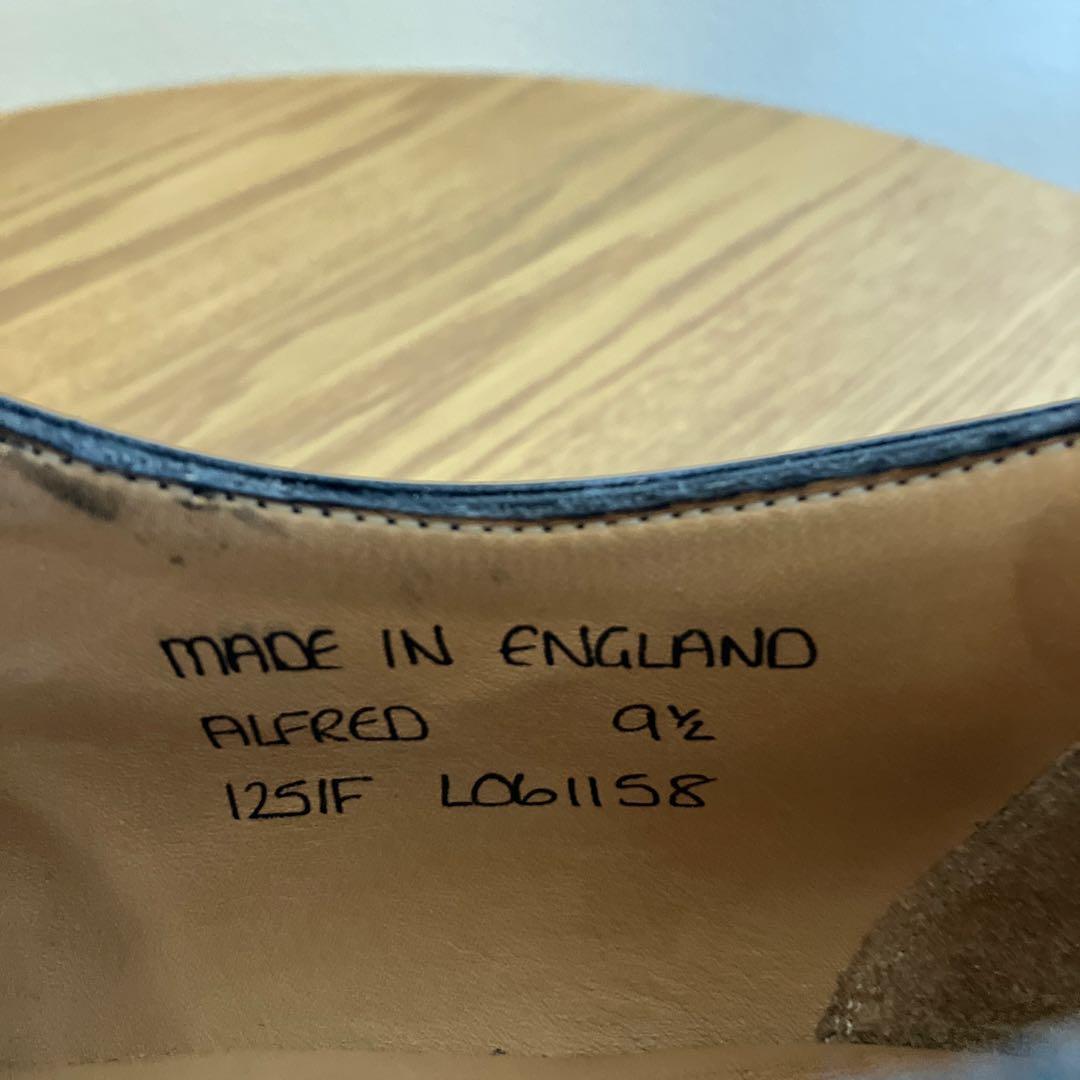 MADE IN ENGLAND
ALFRED 9½
1251F L061158